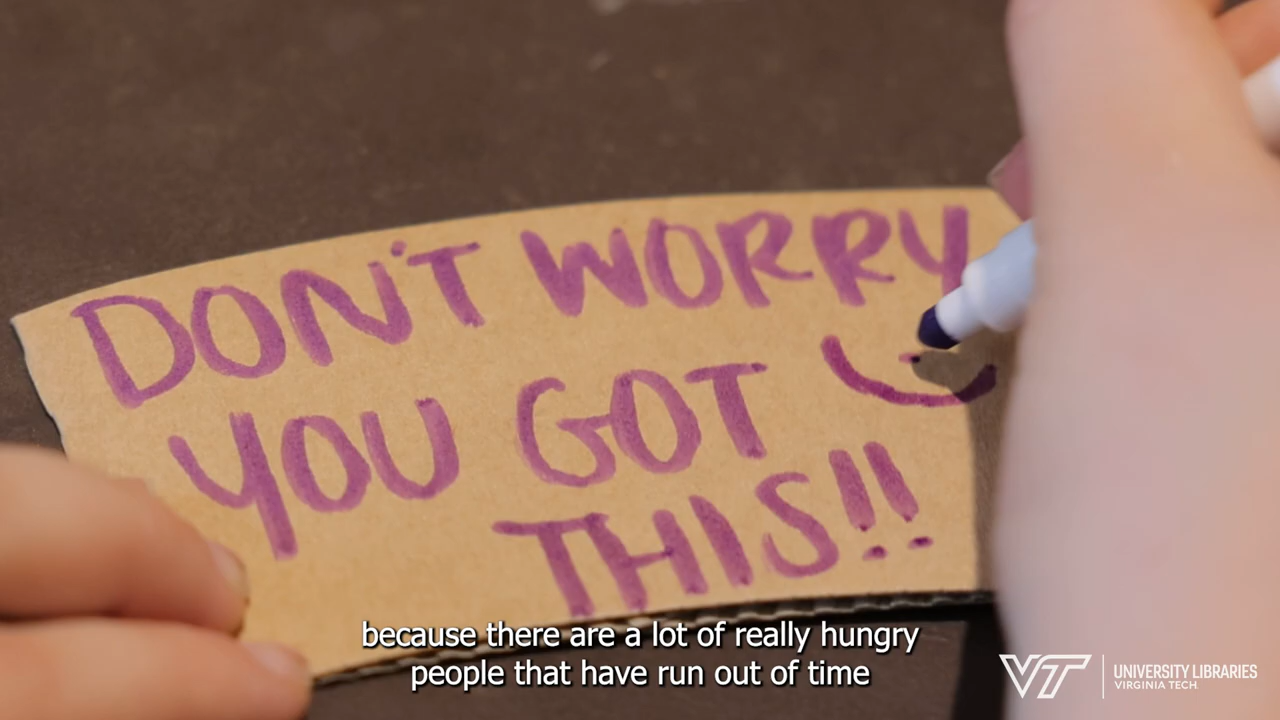 DON'T WORRY
YOU GOT
THIS!!
because there are a lot of really hungry
people that have run out of time
VT
UNIVERSITY LIBRARIES
VIRGINIA TECH